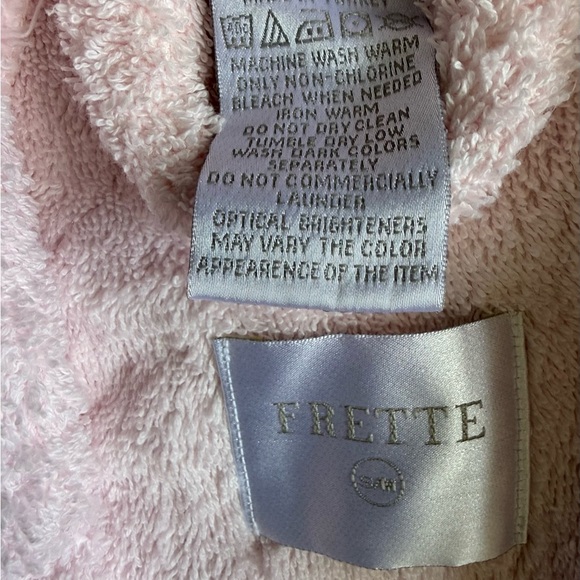 MACHINE WASH WARM
ONLY NON-CHLORINE
BLEACH WHEN NEEDED
IRON WARM
DO NOT DRY CLEAN
TUMBLE DRY LOW
WASH DARK COLORS
SEPARATELY
DO NOT COMMERCIALLY
LAUNDER
OPTICAL BRIGHTENERS
MAY VARY THE COLOR
APPEARENCE OF THE ITEM
FRETTE
S/M